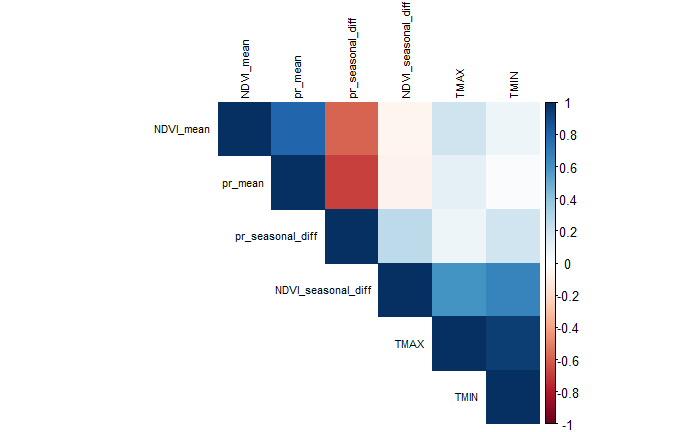 NDVI_mean
pr_mean
pr_seasonal_diff
NDVI_seasonal_diff
TMAX
TMIN
NDVI_mean
pr_mean
pr_seasonal_diff
NDVI_seasonal_diff
TMAX
TMIN
1
0.8
0.6
0.4
0.2
0
-0.2
-0.4
-0.6
-0.8
-1